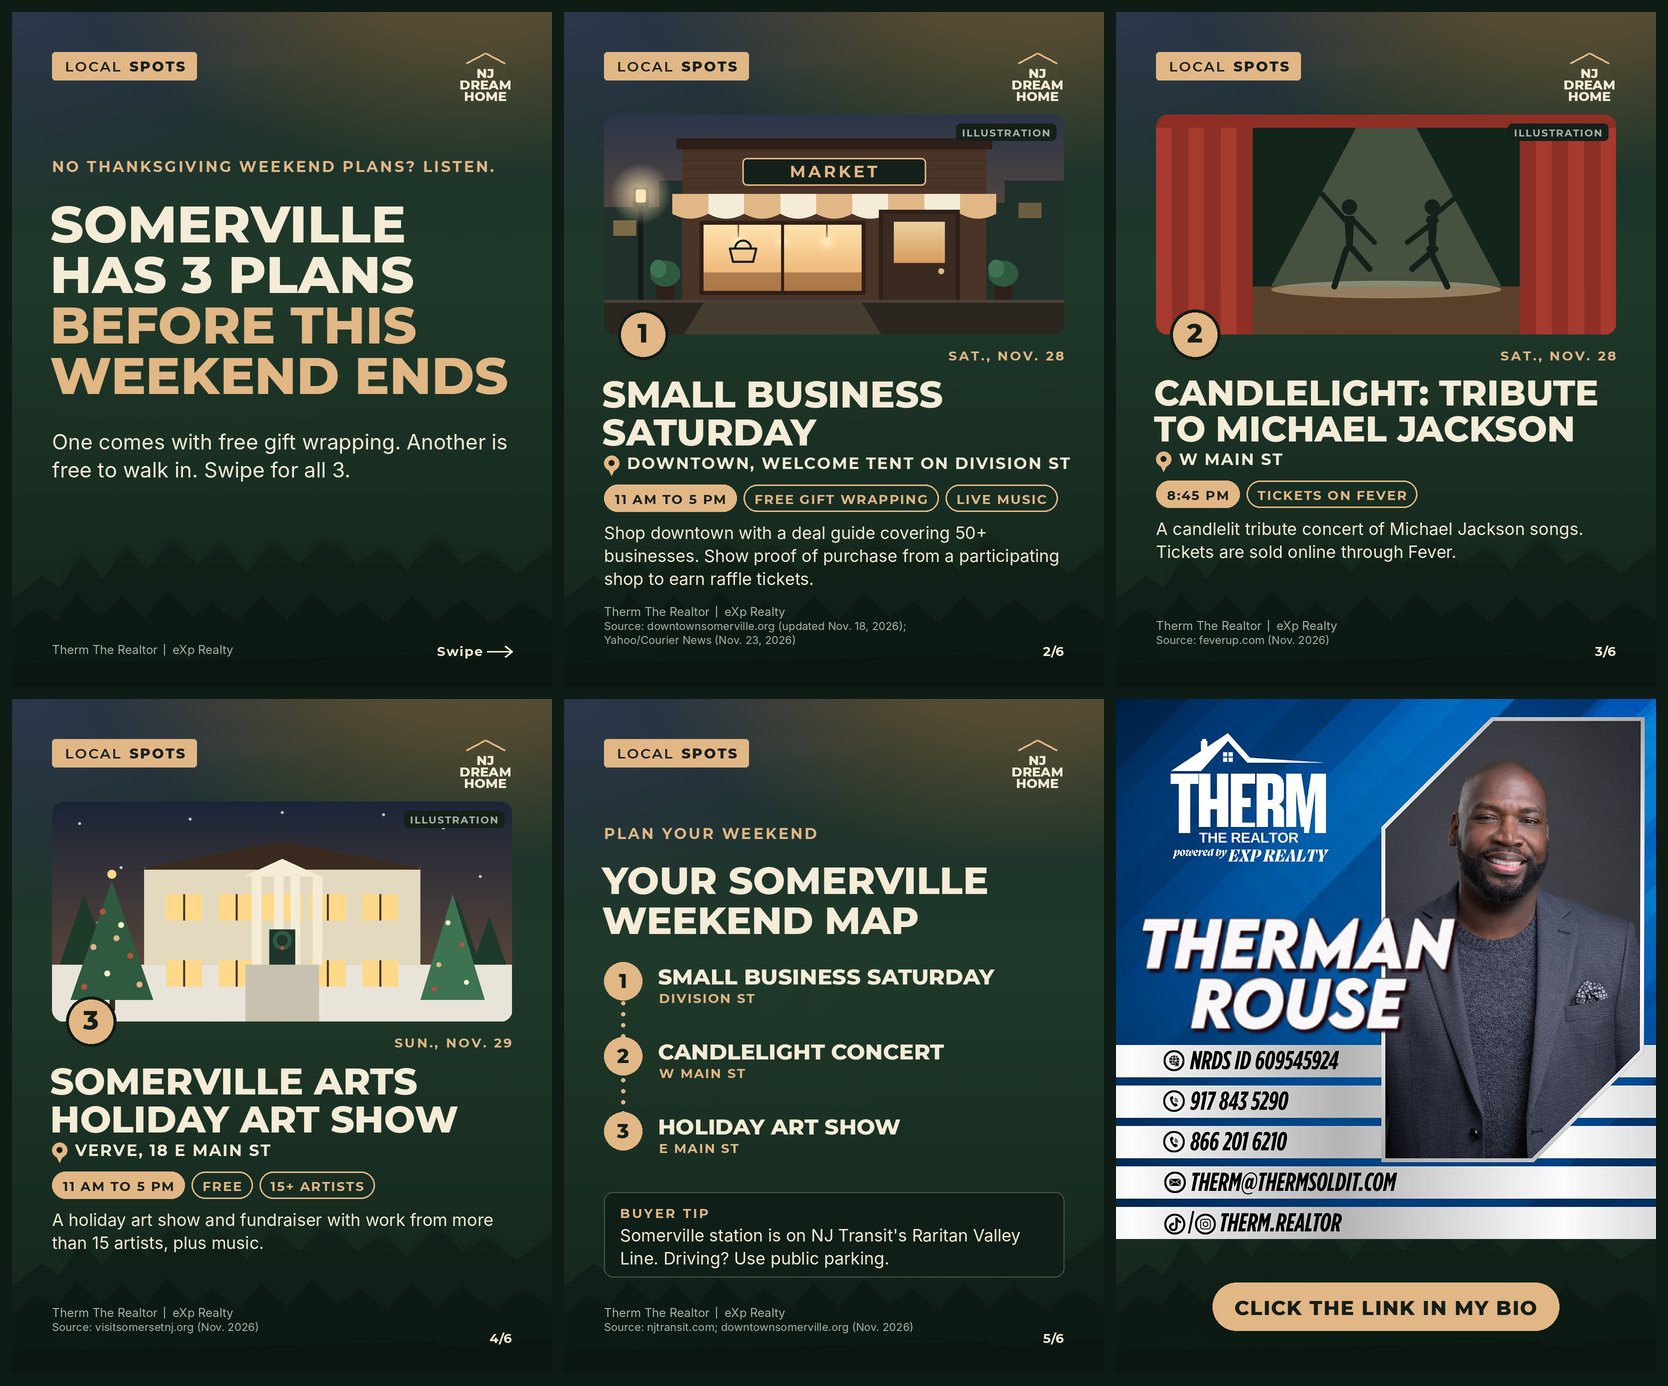 LOCAL SPOTS
NJ
DREAM
HOME
NO THANKSGIVING WEEKEND PLANS? LISTEN.
SOMERVILLE
HAS 3 PLANS
BEFORE THIS
WEEKEND ENDS
One comes with free gift wrapping. Another is
free to walk in. Swipe for all 3.
Therm The Realtor | eXp Realty
Swipe
LOCAL SPOTS
NJ
DREAM
HOME
ILLUSTRATION
MARKET
1
SAT., NOV. 28
SMALL BUSINESS
SATURDAY
DOWNTOWN, WELCOME TENT ON DIVISION ST
11 AM TO 5 PM FREE GIFT WRAPPING LIVE MUSIC
Shop downtown with a deal guide covering 50+
businesses. Show proof of purchase from a participating
shop to earn raffle tickets.
Therm The Realtor | eXp Realty
Source: downtownsomerville.org (updated Nov. 18, 2026);
Yahoo/Courier News (Nov. 23, 2026)
2/6
LOCAL SPOTS
NJ
DREAM
HOME
ILLUSTRATION
2
SAT., NOV. 28
CANDLELIGHT: TRIBUTE
TO MICHAEL JACKSON
W MAIN ST
8:45 PM TICKETS ON FEVER
A candlelit tribute concert of Michael Jackson songs.
Tickets are sold online through Fever.
Therm The Realtor | eXp Realty
Source: feverup.com (Nov. 2026)
3/6
LOCAL SPOTS
NJ
DREAM
HOME
ILLUSTRATION
3
SUN., NOV. 29
SOMERVILLE ARTS
HOLIDAY ART SHOW
VERVE, 18 E MAIN ST
11 AM TO 5 PM FREE 15+ ARTISTS
A holiday art show and fundraiser with work from more
than 15 artists, plus music.
Therm The Realtor | eXp Realty
Source: visitsomersetnj.org (Nov. 2026)
4/6
LOCAL SPOTS
NJ
DREAM
HOME
PLAN YOUR WEEKEND
YOUR SOMERVILLE
WEEKEND MAP
1 SMALL BUSINESS SATURDAY
DIVISION ST
2 CANDLELIGHT CONCERT
W MAIN ST
3 HOLIDAY ART SHOW
E MAIN ST
BUYER TIP
Somerville station is on NJ Transit's Raritan Valley
Line. Driving? Use public parking.
Therm The Realtor | eXp Realty
Source: njtransit.com; downtownsomerville.org (Nov. 2026)
5/6
THERM
THE REALTOR
powered by EXP REALTY
THERMAN
ROUSE
NRDS ID 609545924
917 843 5290
866 201 6210
THERM@THERMSOLDIT.COM
/ THERM.REALTOR
CLICK THE LINK IN MY BIO